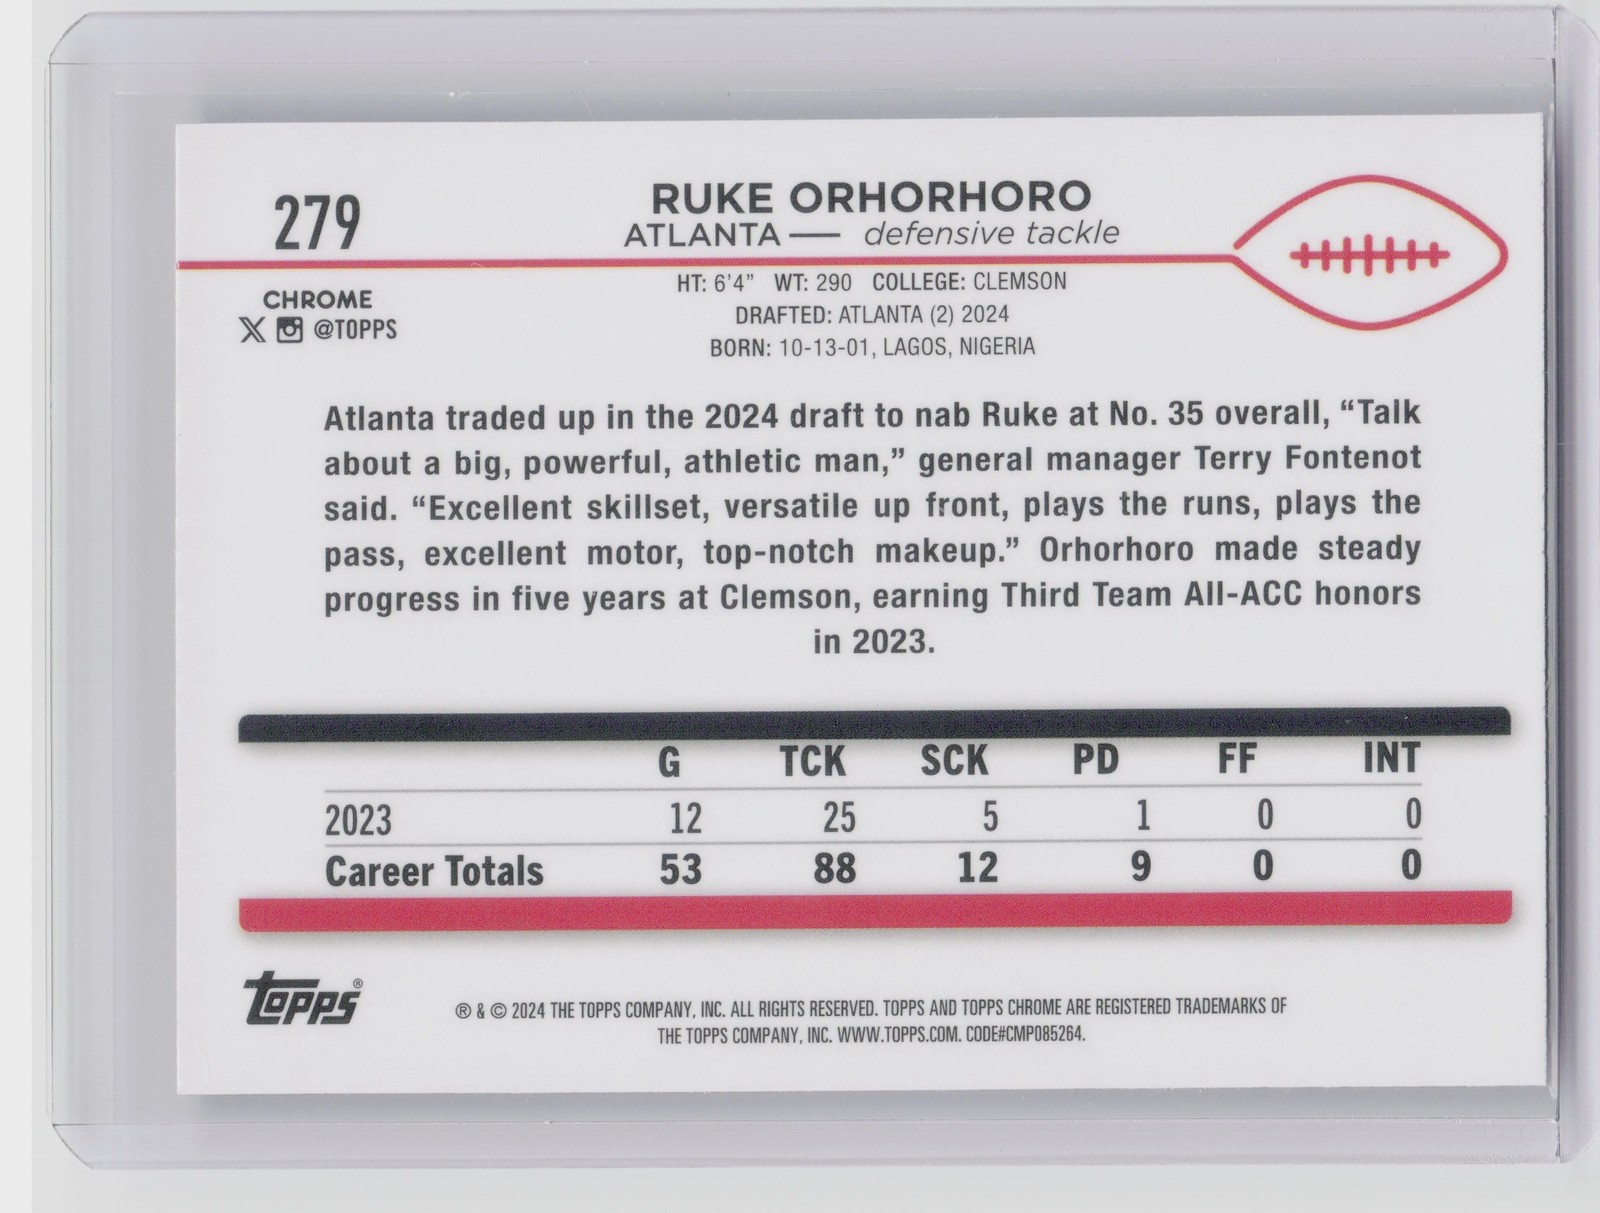 279
RUKE ORHORHORO
ATLANTA — defensive tackle
CHROME
@TOPPS
HT: 6'4" WT: 290 COLLEGE: CLEMSON
DRAFTED: ATLANTA (2) 2024
BORN: 10-13-01, LAGOS, NIGERIA
Atlanta traded up in the 2024 draft to nab Ruke at No. 35 overall, “Talk
about a big, powerful, athletic man,” general manager Terry Fontenot
said. “Excellent skillset, versatile up front, plays the runs, plays the
pass, excellent motor, top-notch makeup.” Orhorhoro made steady
progress in five years at Clemson, earning Third Team All-ACC honors
in 2023.
G TCK SCK PD FF INT
2023 12 25 5 1 0 0
Career Totals 53 88 12 9 0 0
TOPPS®
® & © 2024 THE TOPPS COMPANY, INC. ALL RIGHTS RESERVED. TOPPS AND TOPPS CHROME ARE REGISTERED TRADEMARKS OF
THE TOPPS COMPANY, INC. WWW.TOPPS.COM. CODE#CMP085264.